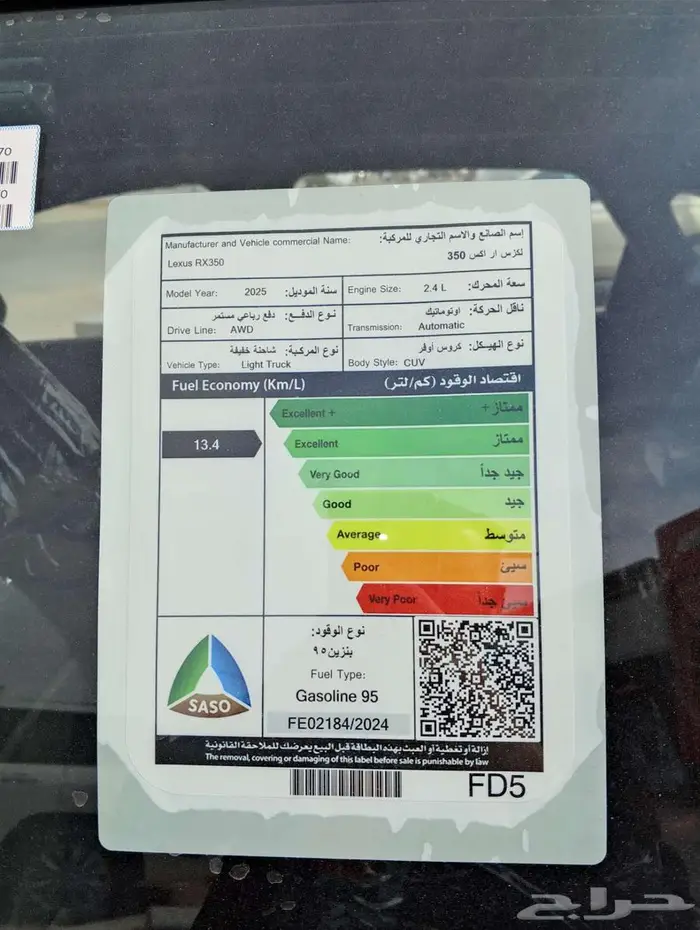 70
0
Manufacturer and Vehicle commercial Name: إسم الصانع والاسم التجاري للمركبة:
Lexus RX350 لكزس ار اكس 350
Model Year: 2025 سنة الموديل:
Engine Size: 2.4 L سعة المحرك:
نوع الدفع: دفع رباعي مستمر
Drive Line: AWD
ناقل الحركة: اوتوماتيك
Transmission: Automatic
نوع المركبة: شاحنة خفيفة
Vehicle Type: Light Truck
نوع الهيكل: كروس أوفر
Body Style: CUV
Fuel Economy (Km/L) اقتصاد الوقود (كم/لتر)
Excellent + ممتاز +
13.4
Excellent ممتاز
Very Good جيد جداً
Good جيد
Average متوسط
Poor سيئ
Very Poor سيئ جداً
SASO
نوع الوقود:
بنزين ٩٥
Fuel Type:
Gasoline 95
FE02184/2024
إزالة أو تغطية أو العبث بهذه البطاقة قبل البيع يعرضك للملاحقة القانونية
The removal, covering or damaging of this label before sale is punishable by law
FD5
حراج